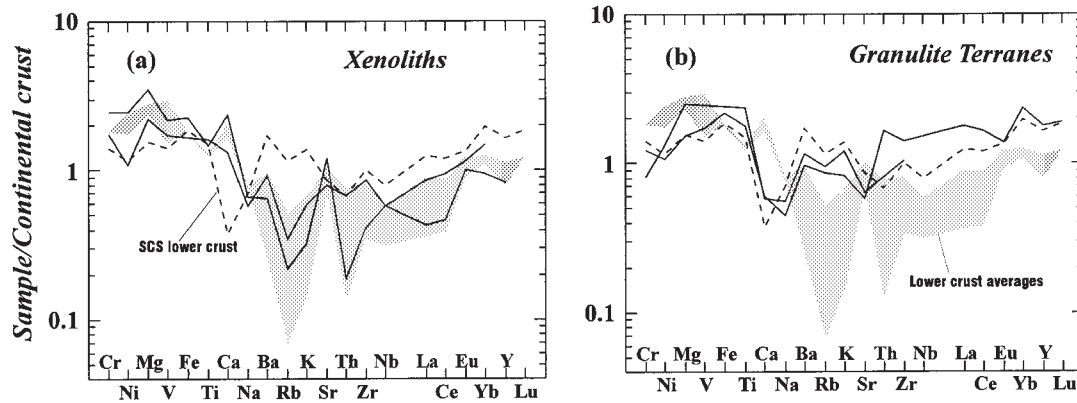 Sample/Continental crust
10
1
0.1
(a)
Xenoliths
SCS lower crust
Cr Mg Fe Ca Ba K Th Nb La Eu Y
Ni V Ti Na Rb Sr Zr Ce Yb Lu
10
1
0.1
(b)
Granulite Terranes
Lower crust averages
Cr Mg Fe Ca Ba K Th Nb La Eu Y
Ni V Ti Na Rb Sr Zr Ce Yb Lu